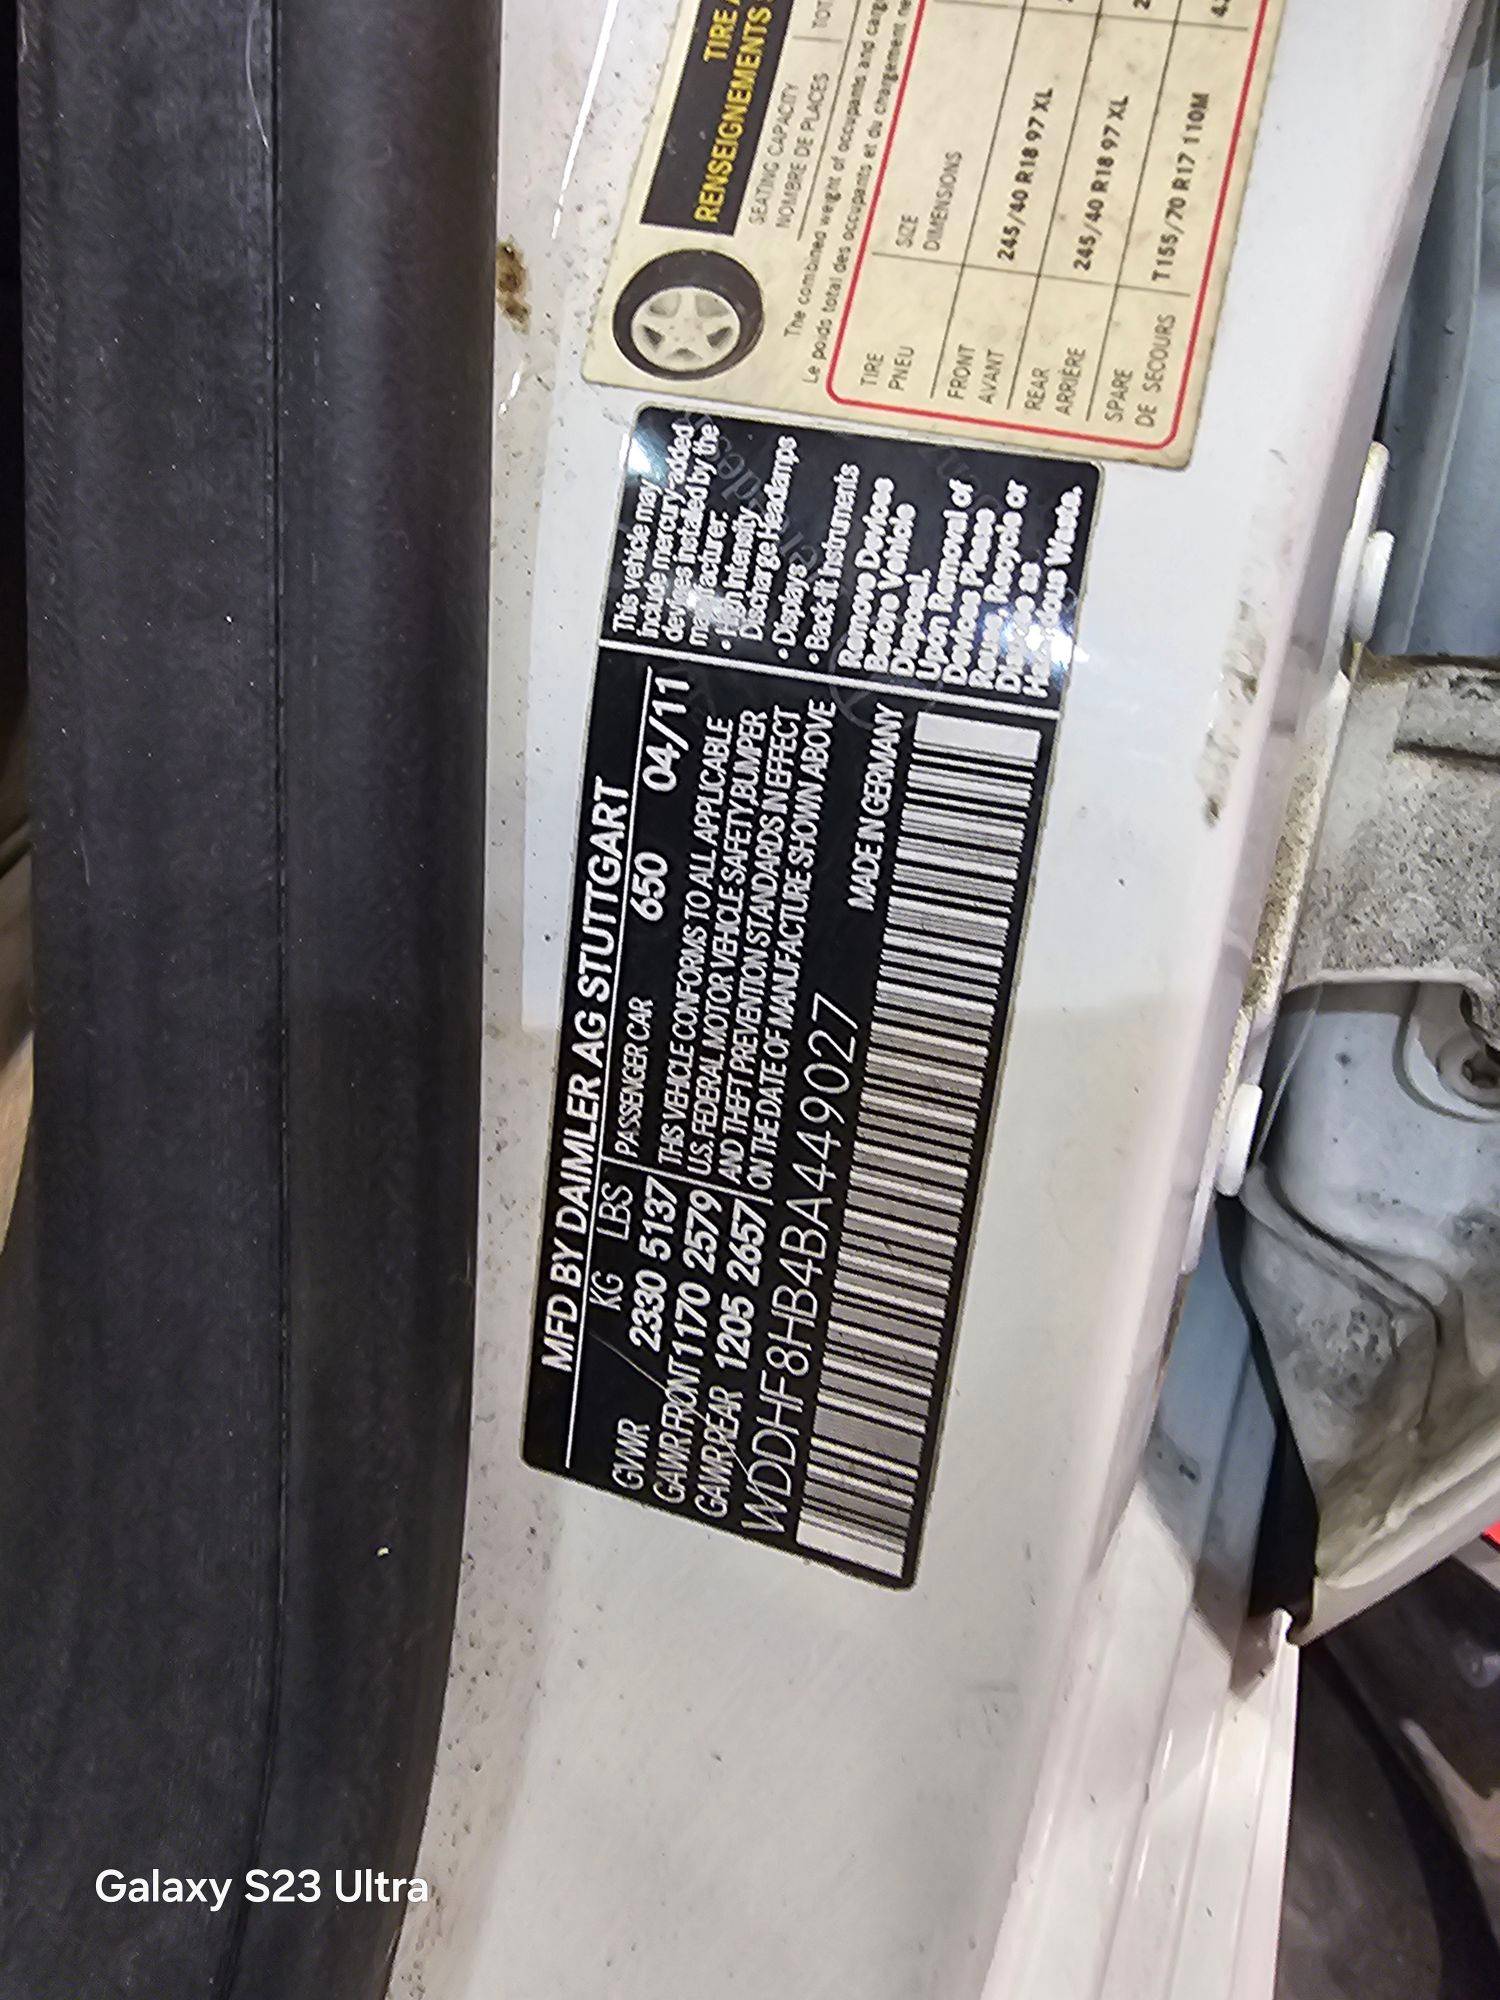 MFD BY DAIMLER AG STUTTGART
KG LBS PASSENGER CAR 650 04/11
GVWR 2330 5137
GAWR FRONT 1170 2579
GAWR REAR 1205 2657
THIS VEHICLE CONFORMS TO ALL APPLICABLE
U.S. FEDERAL MOTOR VEHICLE SAFETY, BUMPER
AND THEFT PREVENTION STANDARDS IN EFFECT
ON THE DATE OF MANUFACTURE SHOWN ABOVE
WDDHF8HB4BA449027 MADE IN GERMANY
This vehicle may
include mercury-added
devices installed by the
manufacturer:
• High Intensity
Discharge Headlamps
• Displays
• Back-lit Instruments
Remove Devices
Before Vehicle
Disposal.
Upon Removal of
Devices Please
Reuse, Recycle or
Dispose as
Hazardous Waste.
TIRE
RENSEIGNEMENTS
SEATING CAPACITY
NOMBRE DE PLACES
The combined weight of occupants and
Le poids total des occupants et du chargement
TIRE SIZE
PNEU DIMENSIONS
FRONT
AVANT 245/40 R18 97 XL
REAR
ARRIÈRE 245/40 R18 97 XL
SPARE
DE SECOURS T155/70 R17 110M
Galaxy S23 Ultra